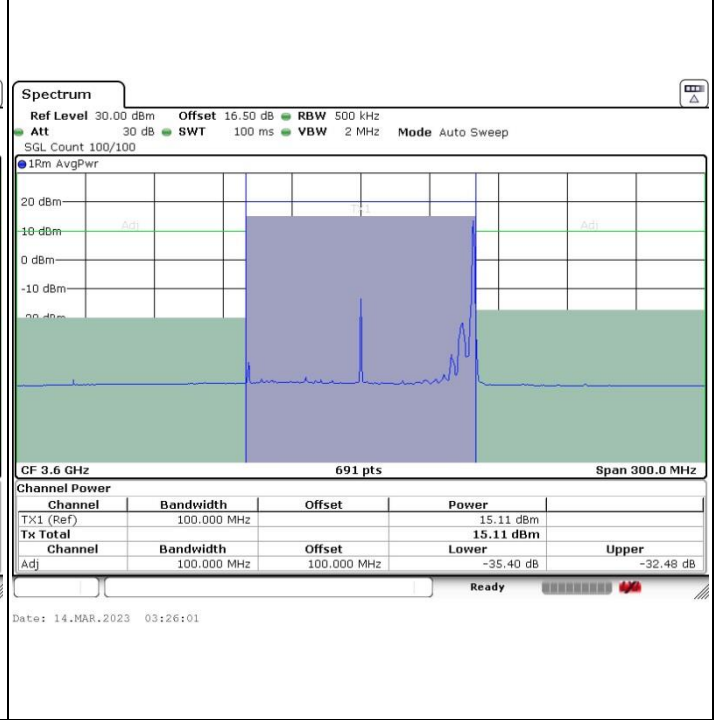 Spectrum
Ref Level 30.00 dBm Offset 16.50 dB RBW 500 kHz
Att 30 dB SWT 100 ms VBW 2 MHz Mode Auto Sweep
SGL Count 100/100
1Rm AvgPwr
20 dBm
TX1
Adj Adj
10 dBm
0 dBm
-10 dBm
-20 dBm
CF 3.6 GHz 691 pts Span 300.0 MHz
Channel Power
Channel Bandwidth Offset Power
TX1 (Ref) 100.000 MHz 15.11 dBm
Tx Total 15.11 dBm
Channel Bandwidth Offset Lower Upper
Adj 100.000 MHz 100.000 MHz -35.40 dB -32.48 dB
Ready
Date: 14.MAR.2023 03:26:01